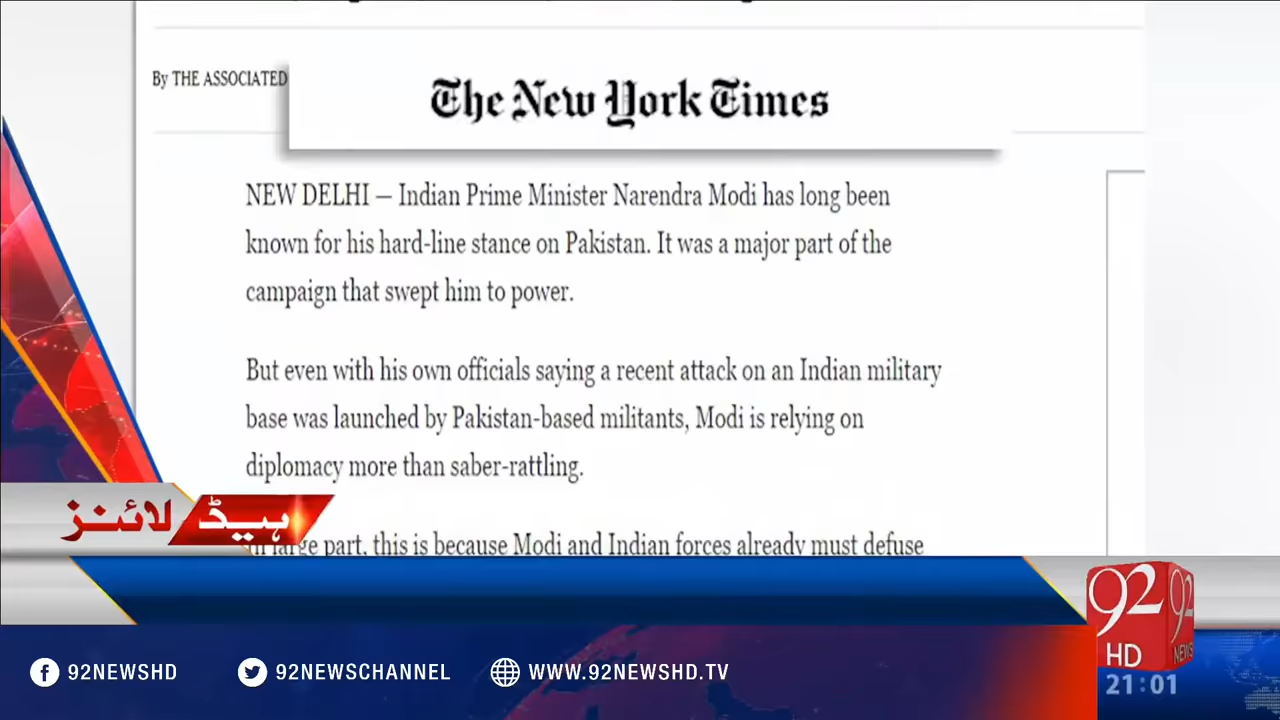 By THE ASSOCIATED
The New York Times
NEW DELHI — Indian Prime Minister Narendra Modi has long been
known for his hard-line stance on Pakistan. It was a major part of the
campaign that swept him to power.
But even with his own officials saying a recent attack on an Indian military
base was launched by Pakistan-based militants, Modi is relying on
diplomacy more than saber-rattling.
In large part, this is because Modi and Indian forces already must defuse
ہیڈ لائنز
92 92
HD NEWS
21:01
92NEWSHD 92NEWSCHANNEL WWW.92NEWSHD.TV